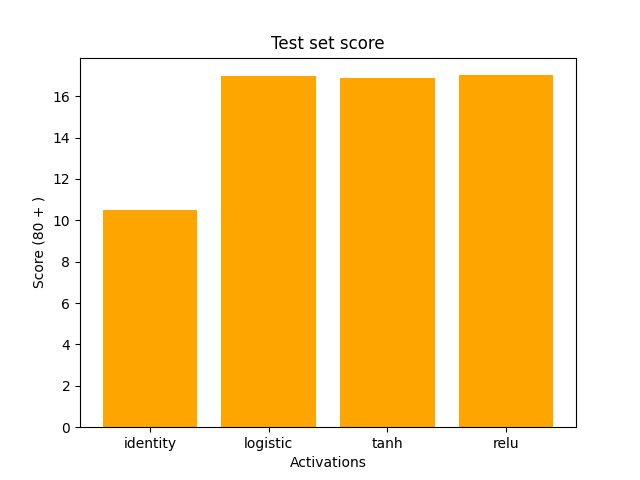 Test set score
Score (80 + )
16
14
12
10
8
6
4
2
0
identity logistic tanh relu
Activations